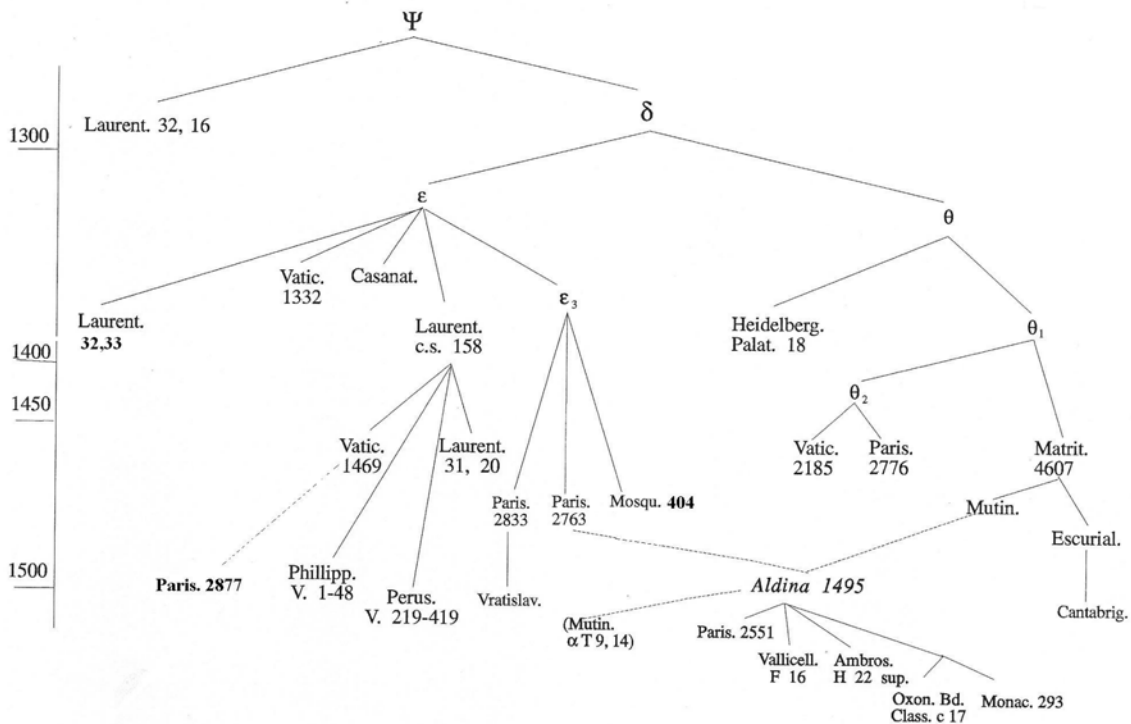 Ψ
Laurent. 32, 16
δ
1300
ε
θ
Vatic.
1332
Casanat.
ε₃
Laurent.
32,33
Laurent.
c.s. 158
Heidelberg.
Palat. 18
θ₁
1400
1450
θ₂
Vatic.
1469
Laurent.
31, 20
Vatic.
2185
Paris.
2776
Matrit.
4607
Paris.
2833
Paris.
2763
Mosqu. 404
Mutin.
Escurial.
1500
Paris. 2877
Phillipp.
V. 1-48
Perus.
V. 219-419
Vratislav.
Aldina 1495
Cantabrig.
(Mutin.
α T 9, 14)
Paris. 2551
Vallicell.
F 16
Ambros.
H 22 sup.
Oxon. Bd.
Class. c 17
Monac. 293